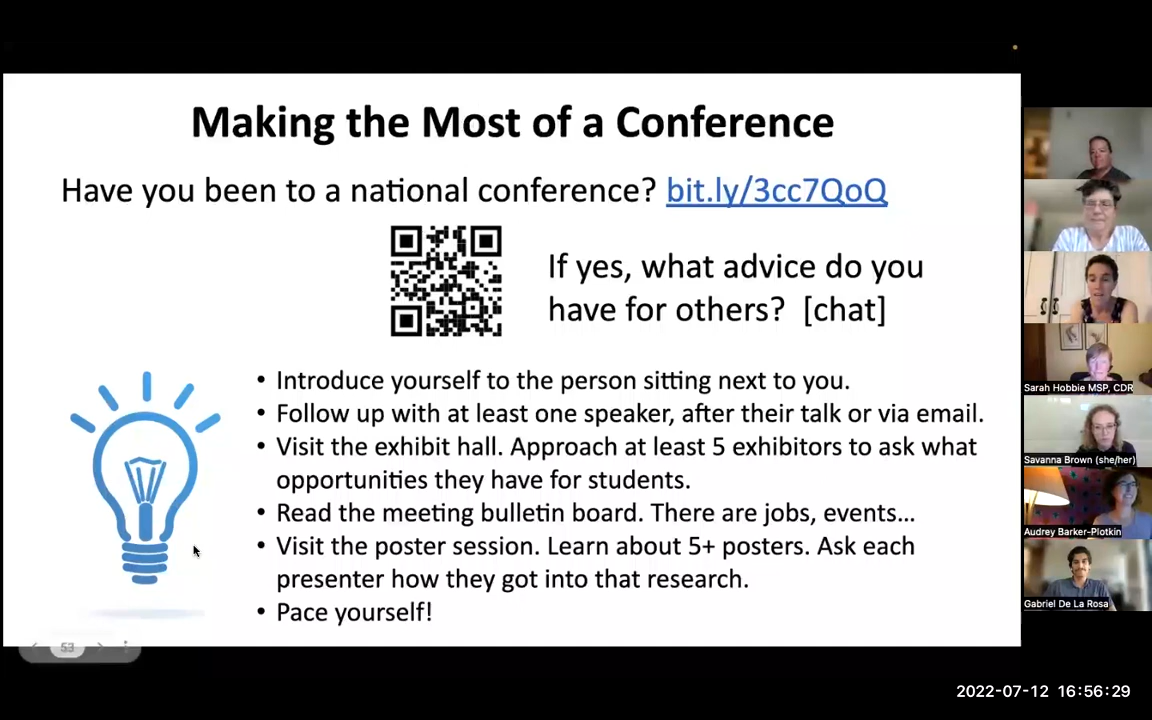 Making the Most of a Conference
Have you been to a national conference? bit.ly/3cc7QoQ
If yes, what advice do you
have for others? [chat]
• Introduce yourself to the person sitting next to you.
• Follow up with at least one speaker, after their talk or via email.
• Visit the exhibit hall. Approach at least 5 exhibitors to ask what
opportunities they have for students.
• Read the meeting bulletin board. There are jobs, events...
• Visit the poster session. Learn about 5+ posters. Ask each
presenter how they got into that research.
• Pace yourself!
53
Sarah Hobbie MSP, CDR
Savanna Brown (she/her)
Audrey Barker-Plotkin
Gabriel De La Rosa
2022-07-12 16:56:29